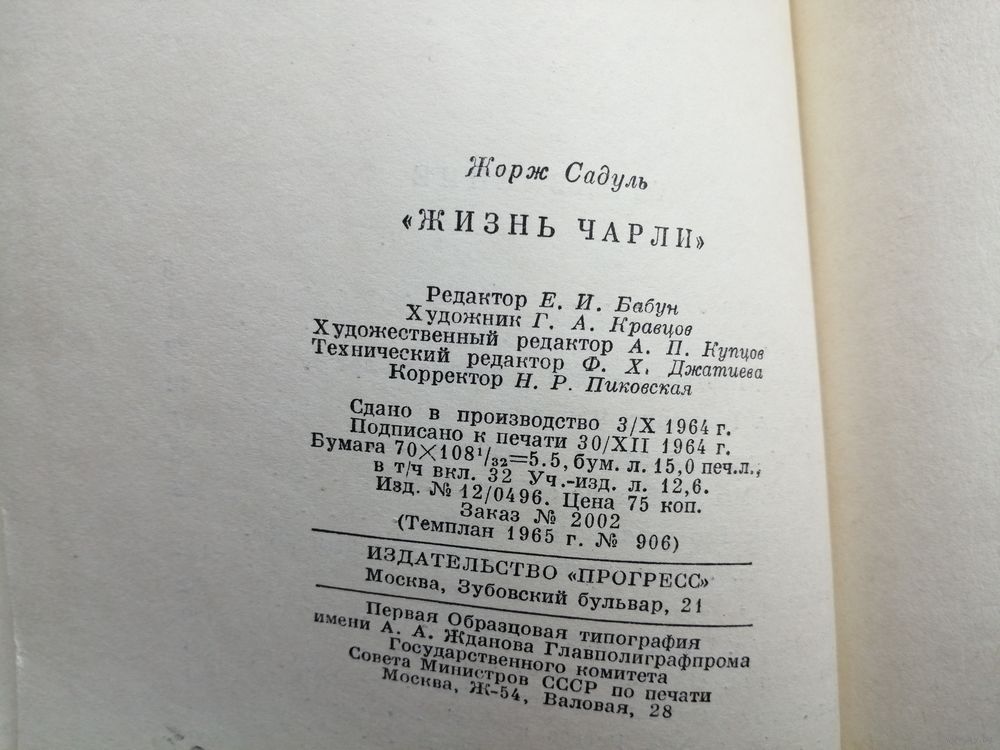 Жорж Садуль
«ЖИЗНЬ ЧАРЛИ»
Редактор Е. И. Бабун
Художник Г. А. Кравцов
Художественный редактор А. П. Купцов
Технический редактор Ф. Х. Джатиева
Корректор Н. Р. Пиковская
Сдано в производство 3/X 1964 г.
Подписано к печати 30/XII 1964 г.
Бумага 70×108¹/₃₂=5.5, бум. л. 15,0 печ.л.,
в т/ч вкл. 32 Уч.-изд. л. 12,6.
Изд. № 12/0496. Цена 75 коп.
Заказ № 2002
(Темплан 1965 г. № 906)
ИЗДАТЕЛЬСТВО «ПРОГРЕСС»
Москва, Зубовский бульвар, 21
Первая Образцовая типография
имени А. А. Жданова Главполиграфпрома
Государственного комитета
Совета Министров СССР по печати
Москва, Ж-54, Валовая, 28